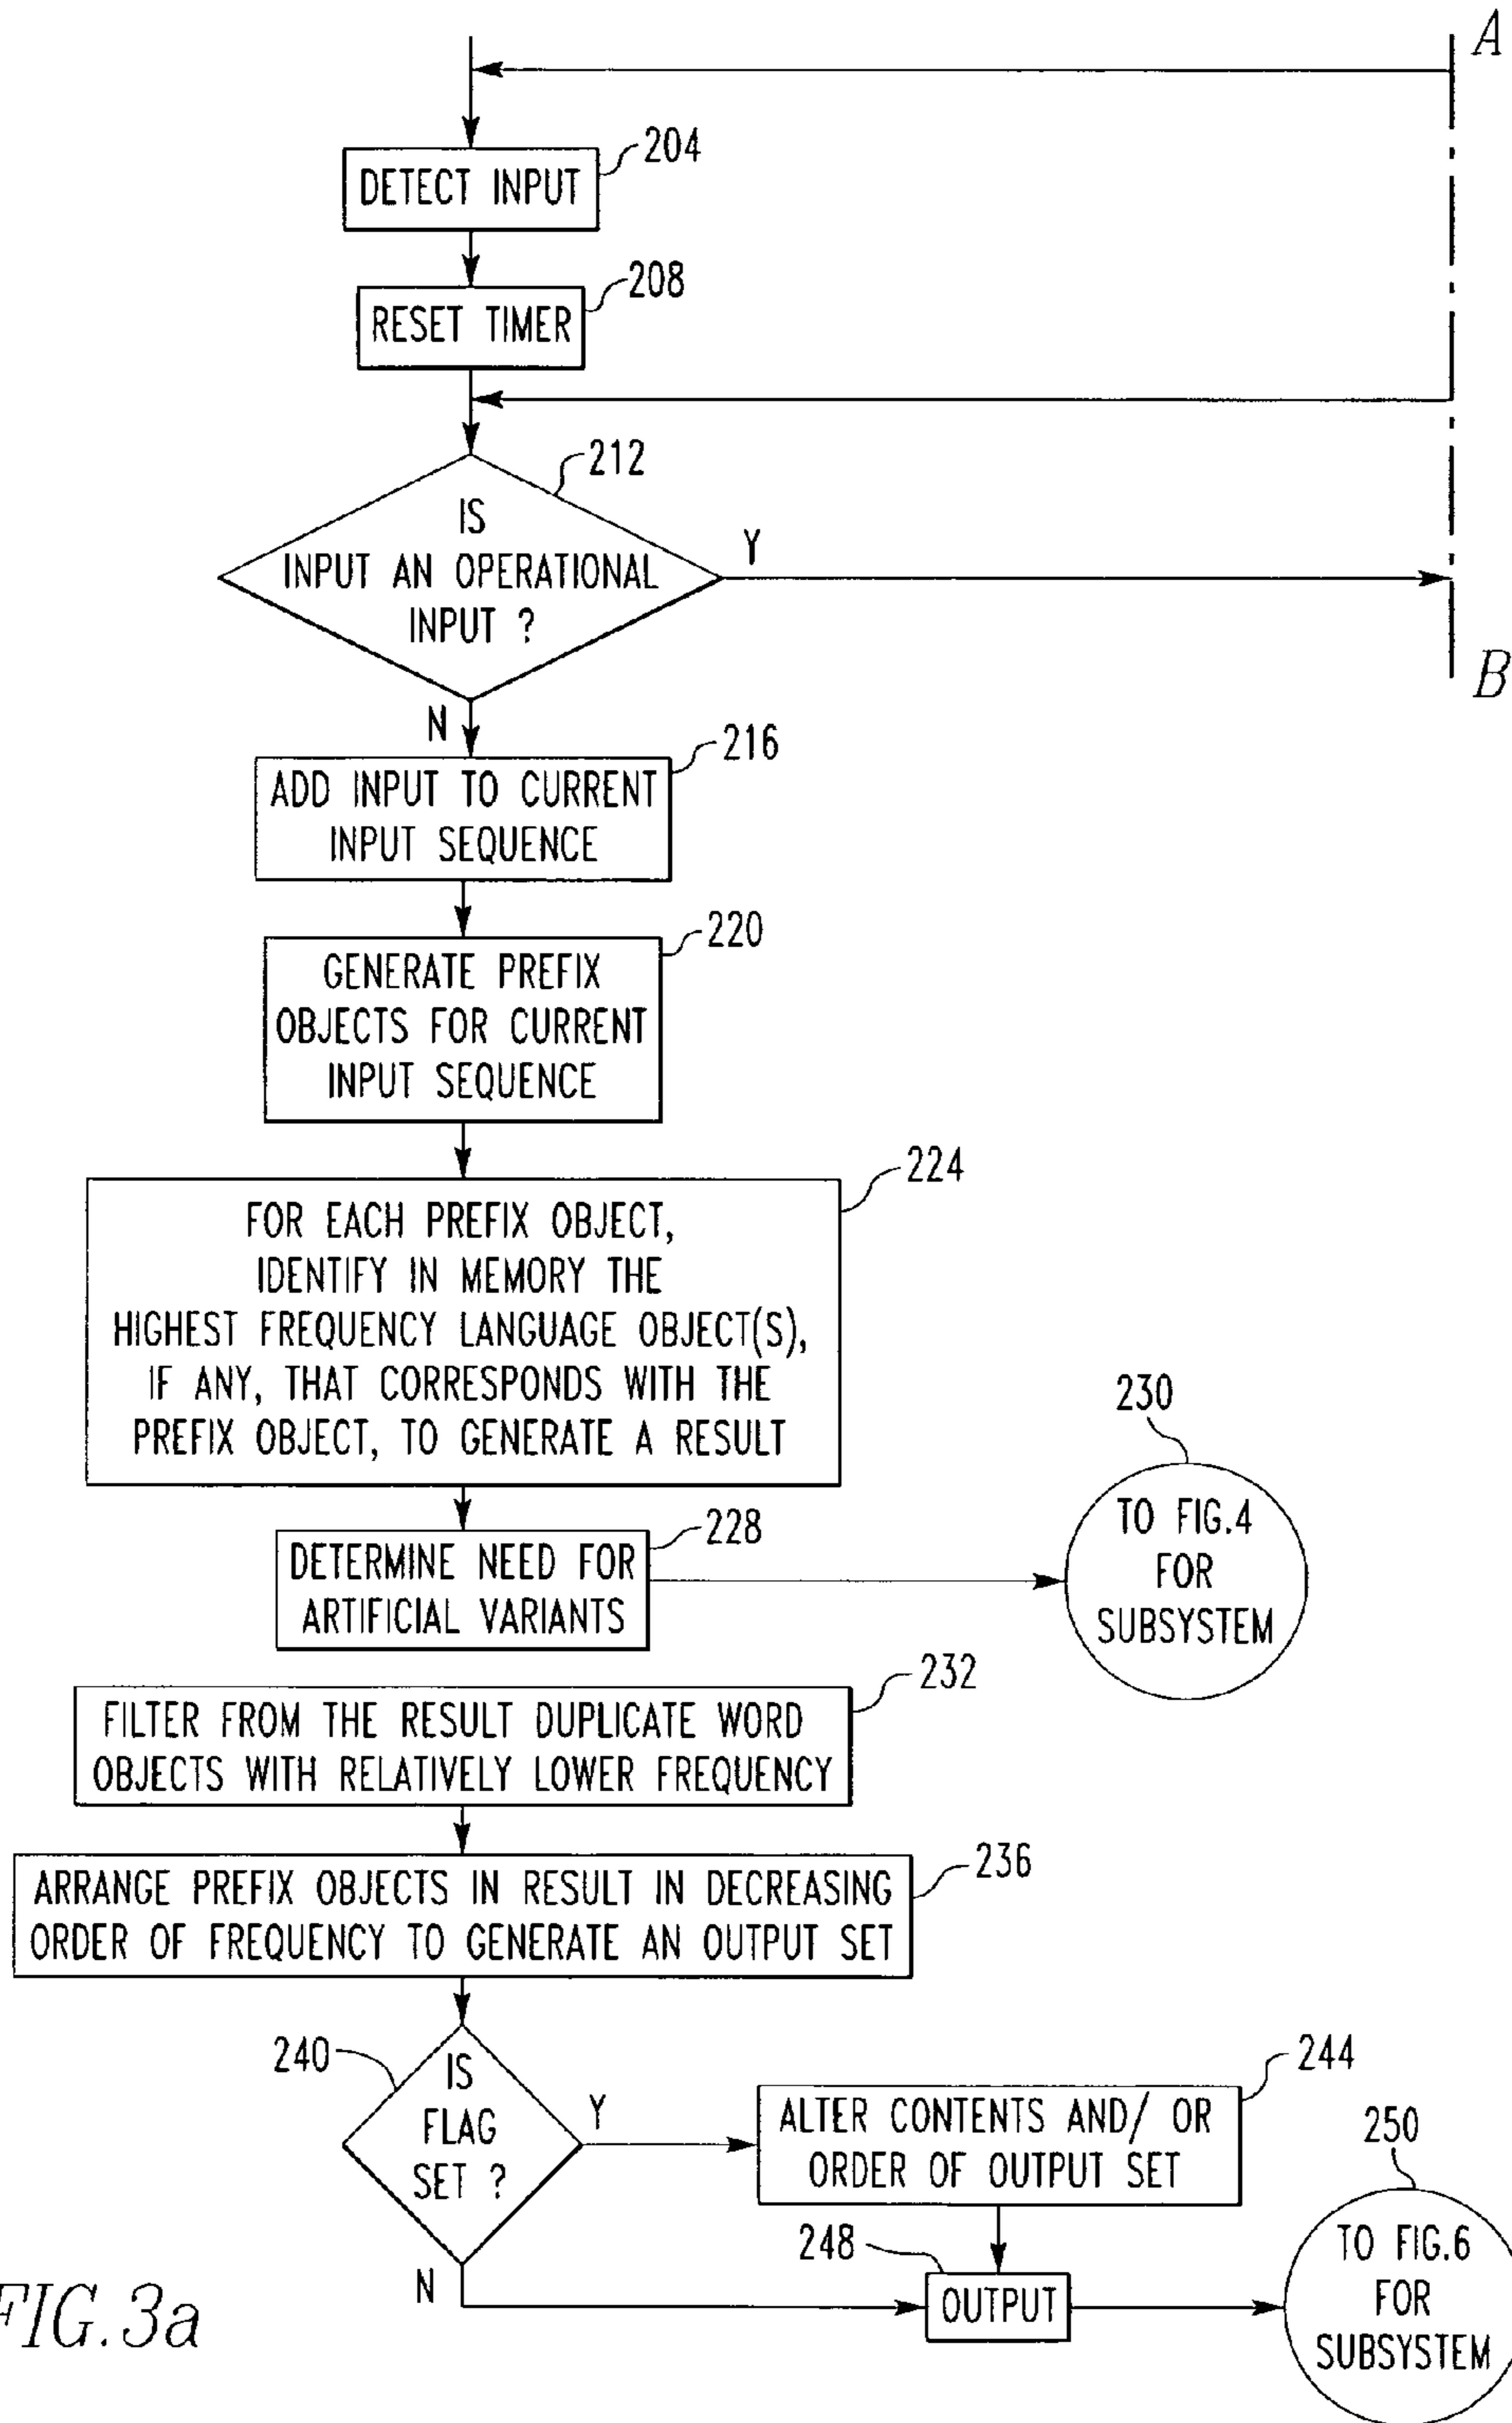 A
204
DETECT INPUT
208
RESET TIMER
212
IS
INPUT AN OPERATIONAL
INPUT ?
Y
B
N
216
ADD INPUT TO CURRENT
INPUT SEQUENCE
220
GENERATE PREFIX
OBJECTS FOR CURRENT
INPUT SEQUENCE
224
FOR EACH PREFIX OBJECT,
IDENTIFY IN MEMORY THE
HIGHEST FREQUENCY LANGUAGE OBJECT(S),
IF ANY, THAT CORRESPONDS WITH THE
PREFIX OBJECT, TO GENERATE A RESULT
228
DETERMINE NEED FOR
ARTIFICIAL VARIANTS
230
TO FIG.4
FOR
SUBSYSTEM
232
FILTER FROM THE RESULT DUPLICATE WORD
OBJECTS WITH RELATIVELY LOWER FREQUENCY
236
ARRANGE PREFIX OBJECTS IN RESULT IN DECREASING
ORDER OF FREQUENCY TO GENERATE AN OUTPUT SET
240
IS
FLAG
SET ?
Y
244
ALTER CONTENTS AND/ OR
ORDER OF OUTPUT SET
N
248
OUTPUT
250
TO FIG.6
FOR
SUBSYSTEM
FIG.3a